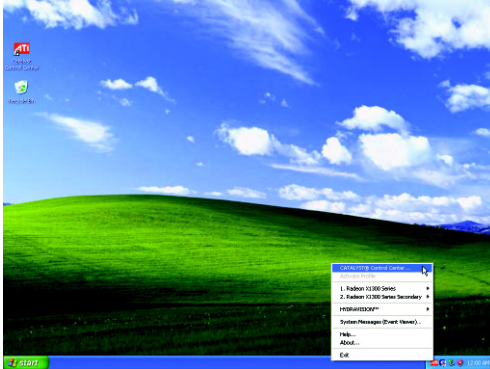 ATI
Catalyst
Control Center
Recycle Bin
CATALYST® Control Center...
Activate Profile
1. Radeon X1300 Series
2. Radeon X1300 Series Secondary
HYDRAVISION™
System Messages (Event Viewer)...
Help...
About...
Exit
start
12:00 AM